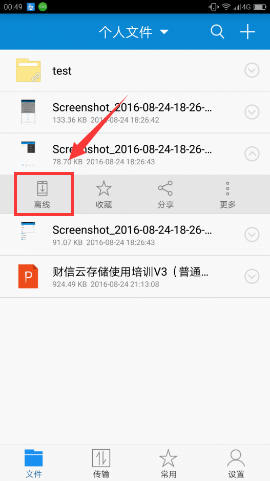 00:49 4G
个人文件
test
Screenshot_2016-08-24-18-26-...
133.36 KB 2016-08-24 18:26:42
Screenshot_2016-08-24-18-26-...
78.70 KB 2016-08-24 18:26:43
离线 收藏 分享 更多
Screenshot_2016-08-24-18-26-...
91.07 KB 2016-08-24 18:26:43
财信云存储使用培训V3（普通...
924.49 KB 2016-08-24 21:13:08
文件 传输 常用 设置